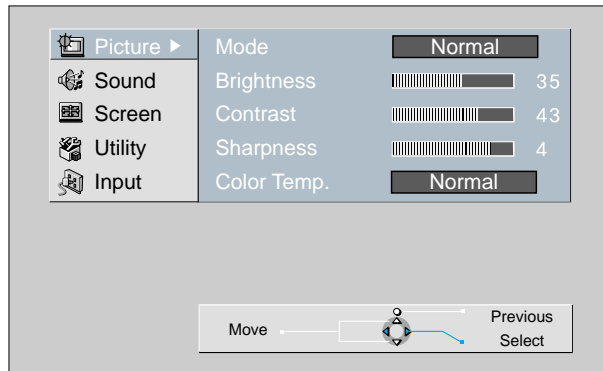 Picture
Sound
Screen
Utility
Input
Mode Normal
Brightness 35
Contrast 43
Sharpness 4
Color Temp. Normal
Move
Previous
Select